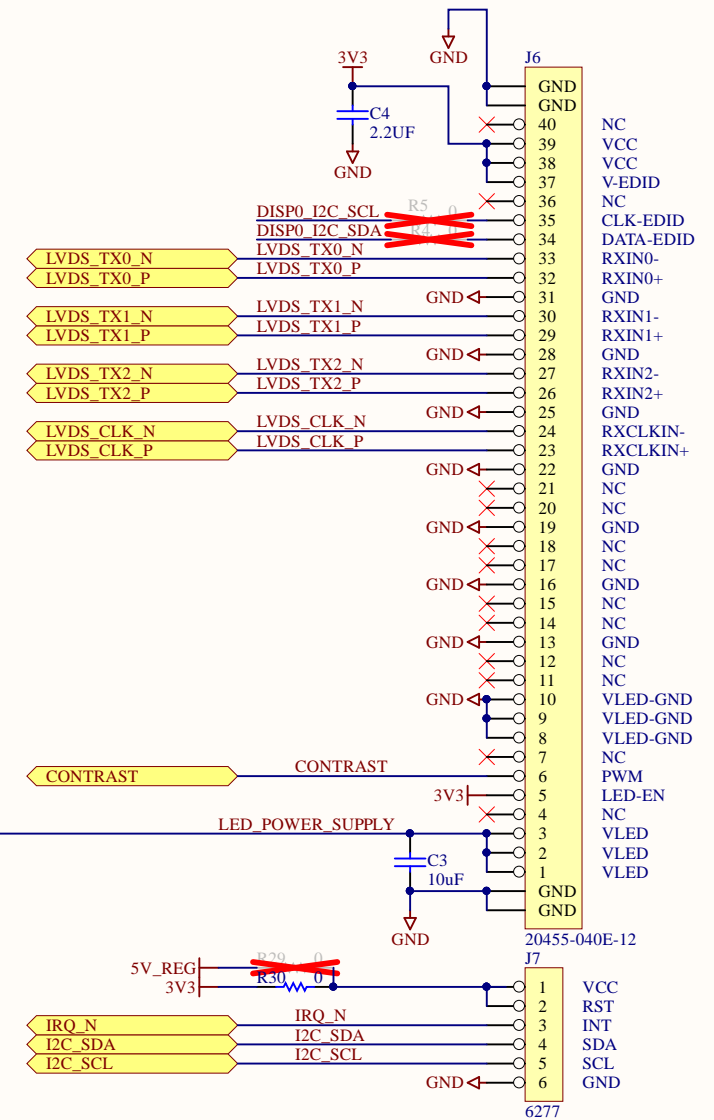 J6
GND
3V3
GND
GND
C4
2.2UF
GND
40 NC
39 VCC
38 VCC
37 V-EDID
36 NC
DISP0_I2C_SCL R5 0 35 CLK-EDID
DISP0_I2C_SDA R4 0 34 DATA-EDID
LVDS_TX0_N LVDS_TX0_N 33 RXIN0-
LVDS_TX0_P LVDS_TX0_P 32 RXIN0+
GND 31 GND
LVDS_TX1_N LVDS_TX1_N 30 RXIN1-
LVDS_TX1_P LVDS_TX1_P 29 RXIN1+
GND 28 GND
LVDS_TX2_N LVDS_TX2_N 27 RXIN2-
LVDS_TX2_P LVDS_TX2_P 26 RXIN2+
GND 25 GND
LVDS_CLK_N LVDS_CLK_N 24 RXCLKIN-
LVDS_CLK_P LVDS_CLK_P 23 RXCLKIN+
GND 22 GND
21 NC
20 NC
GND 19 GND
18 NC
17 NC
GND 16 GND
15 NC
14 NC
GND 13 GND
12 NC
11 NC
GND 10 VLED-GND
9 VLED-GND
8 VLED-GND
7 NC
CONTRAST CONTRAST 6 PWM
3V3 5 LED-EN
4 NC
LED_POWER_SUPPLY 3 VLED
2 VLED
C3
10uF
1 VLED
GND
GND
GND
20455-040E-12
J7
5V_REG R29 0
3V3 R30 0 1 VCC
2 RST
IRQ_N IRQ_N 3 INT
I2C_SDA I2C_SDA 4 SDA
I2C_SCL I2C_SCL 5 SCL
GND 6 GND
6277